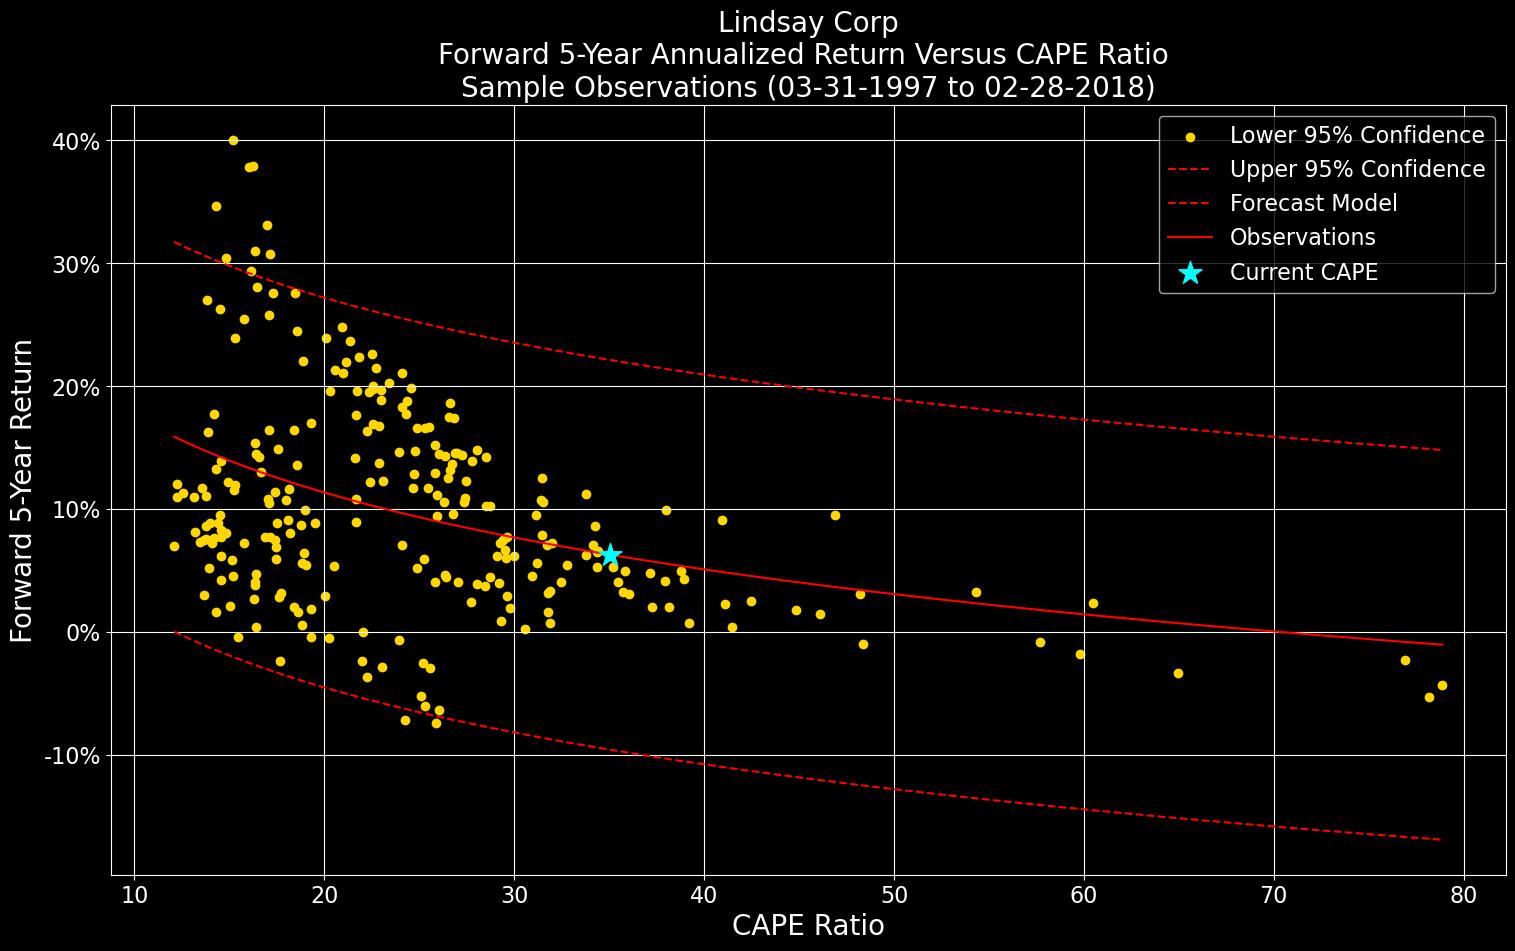 Lindsay Corp
Forward 5-Year Annualized Return Versus CAPE Ratio
Sample Observations (03-31-1997 to 02-28-2018)
Lower 95% Confidence
Upper 95% Confidence
Forecast Model
Observations
Current CAPE
Forward 5-Year Return
40%
30%
20%
10%
0%
-10%
10 20 30 40 50 60 70 80
CAPE Ratio